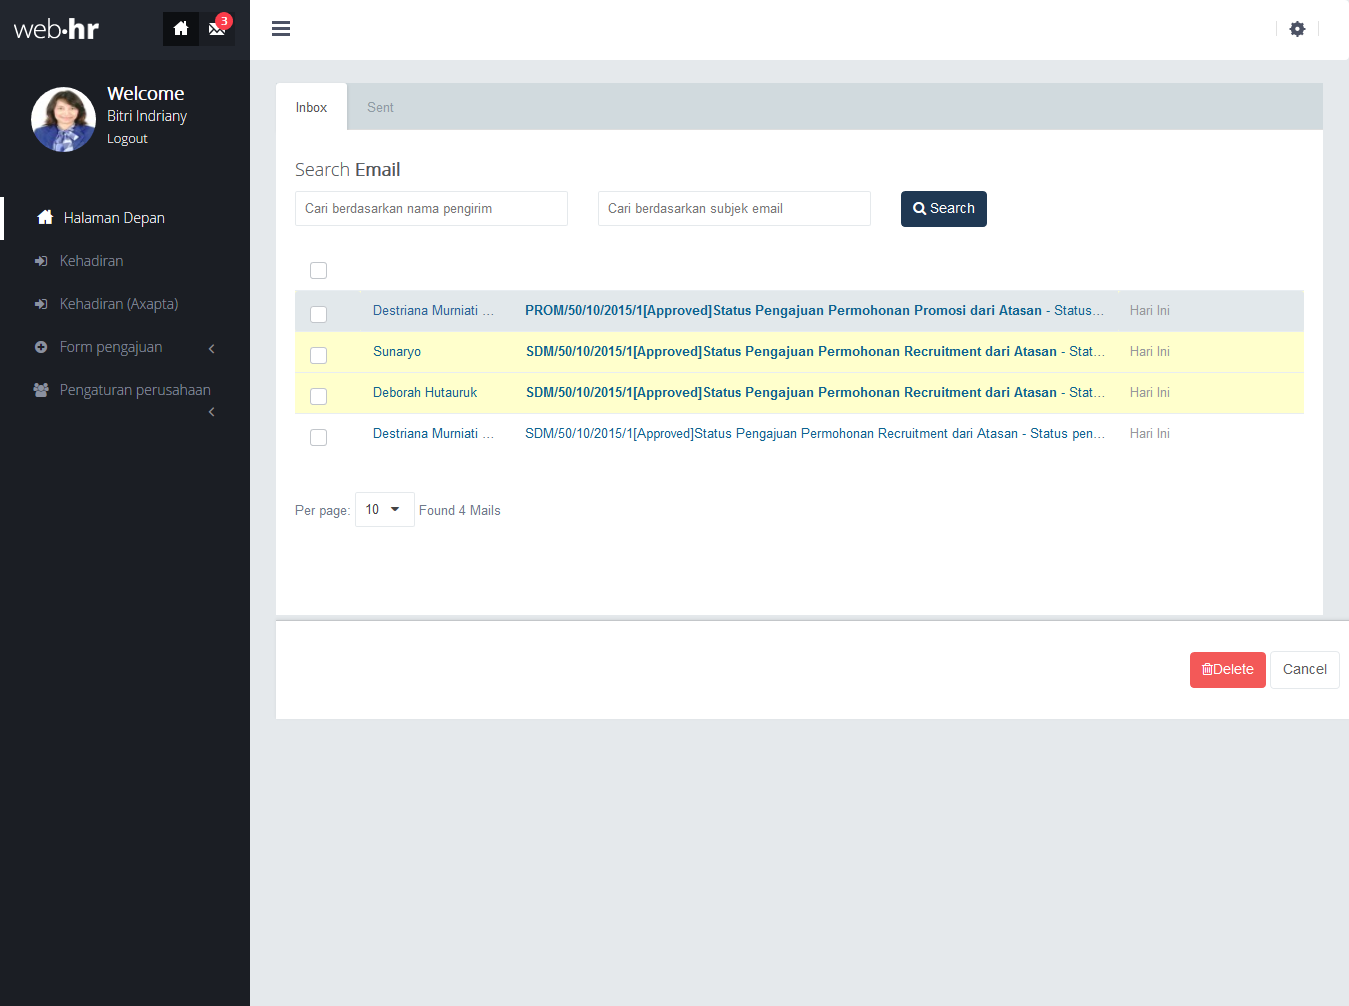 web•hr
3
Welcome
Bitri Indriany
Logout
Halaman Depan
Kehadiran
Kehadiran (Axapta)
Form pengajuan
Pengaturan perusahaan
Inbox Sent
Search Email
Cari berdasarkan nama pengirim Cari berdasarkan subjek email Search
Destriana Murniati ... PROM/50/10/2015/1[Approved]Status Pengajuan Permohonan Promosi dari Atasan - Status... Hari Ini
Sunaryo SDM/50/10/2015/1[Approved]Status Pengajuan Permohonan Recruitment dari Atasan - Stat... Hari Ini
Deborah Hutauruk SDM/50/10/2015/1[Approved]Status Pengajuan Permohonan Recruitment dari Atasan - Stat... Hari Ini
Destriana Murniati ... SDM/50/10/2015/1[Approved]Status Pengajuan Permohonan Recruitment dari Atasan - Status pen... Hari Ini
Per page: 10 Found 4 Mails
Delete Cancel